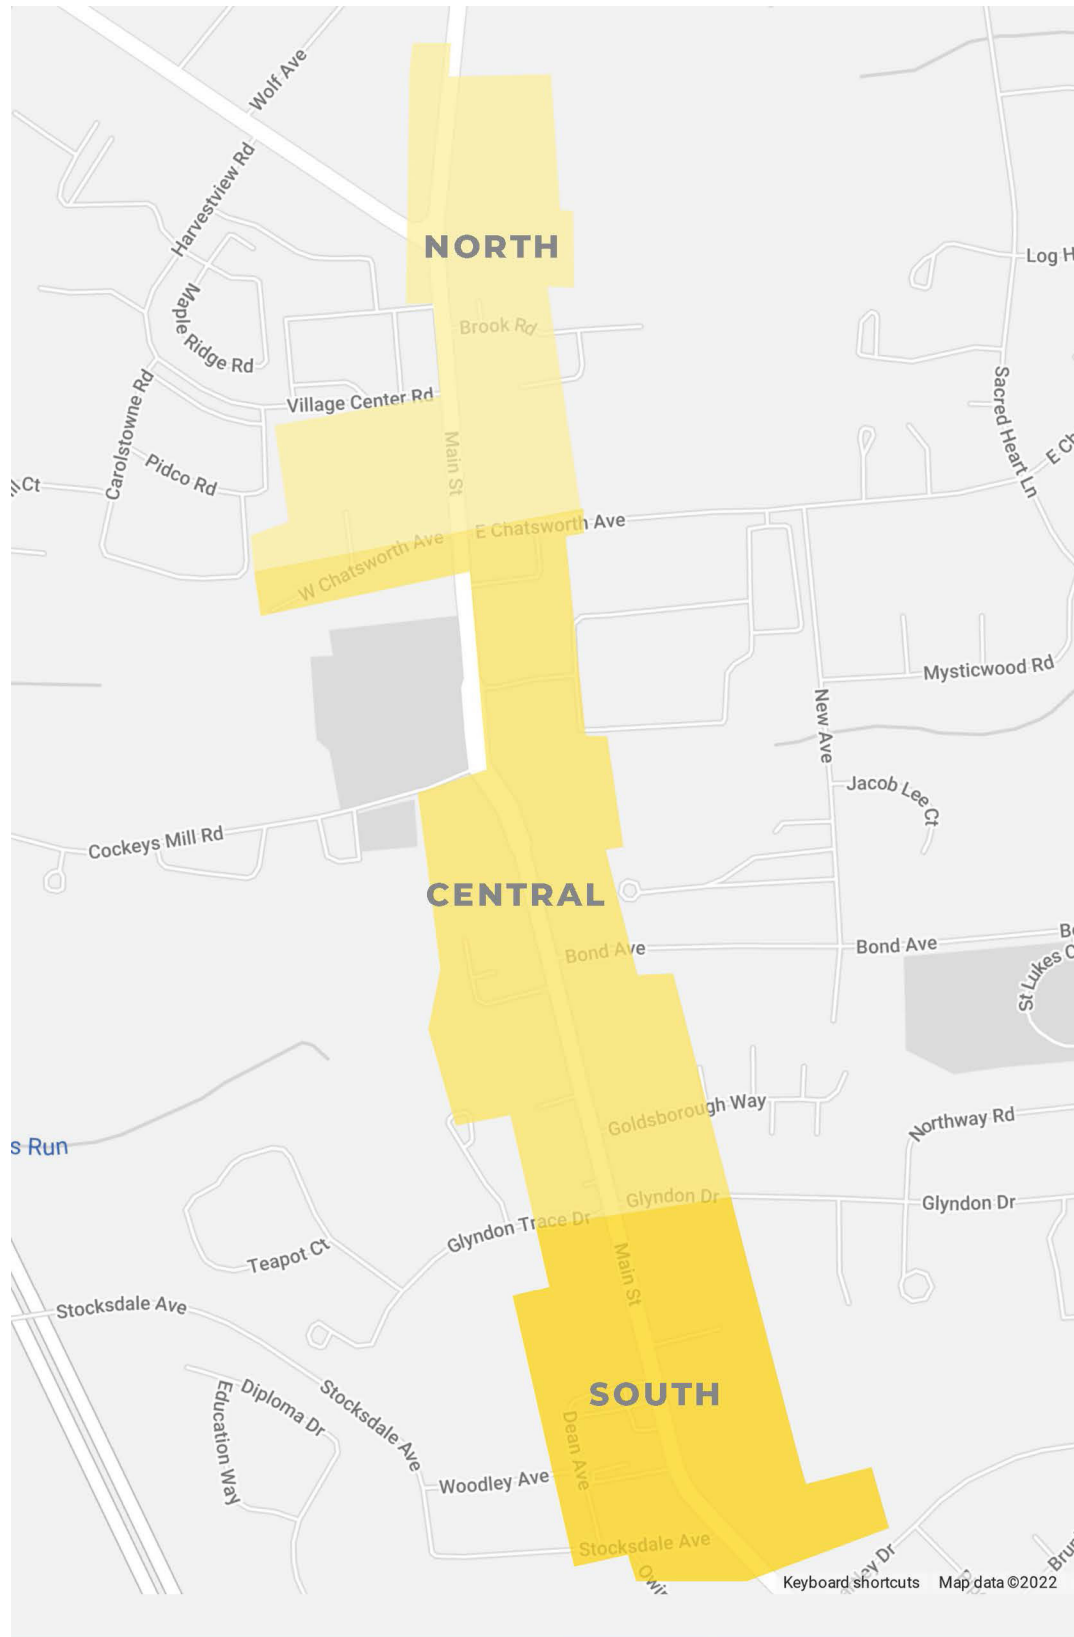 Wolf Ave
Harvestview Rd
NORTH
Log H
Maple Ridge Rd
Brook Rd
Village Center Rd
Carolstowne Rd
Sacred Heart Ln
Main St
E Ch
Pidco Rd
Ct
E Chatsworth Ave
W Chatsworth Ave
Mysticwood Rd
New Ave
Jacob Lee Ct
Cockeys Mill Rd
CENTRAL
Bond Ave
Bond Ave
St Lukes C
Goldsborough Way
Northway Rd
s Run
Glyndon Dr
Glyndon Dr
Glyndon Trace Dr
Teapot Ct
Main St
Stocksdale Ave
SOUTH
Education Way
Diploma Dr
Stocksdale Ave
Dean Ave
Woodley Ave
Stocksdale Ave
Keyboard shortcuts
Map data ©2022